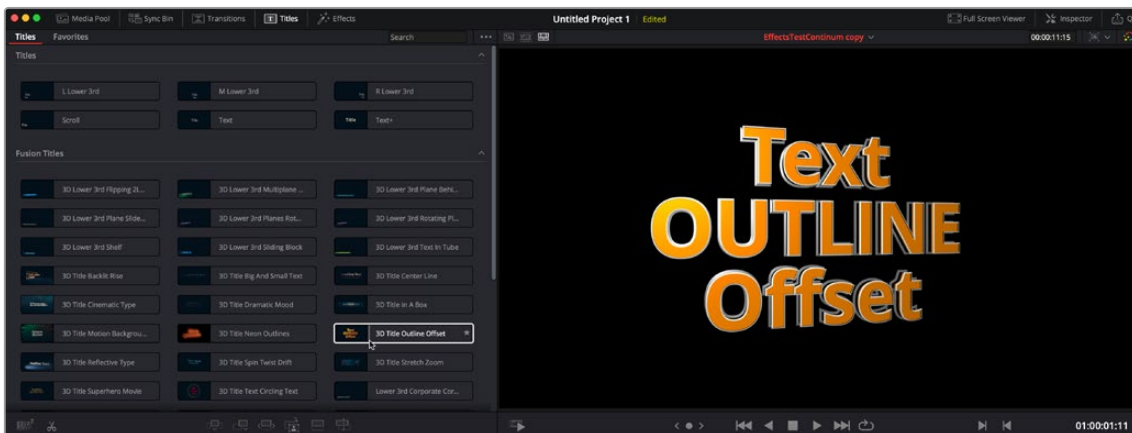 Media Pool Sync Bin Transitions Titles Effects Untitled Project 1 Edited Full Screen Viewer Inspector
Titles Favorites Search EffectsTestContinum copy 00:00:11:15
Titles
L Lower 3rd M Lower 3rd R Lower 3rd
Scroll Text Text+
Fusion Titles
3D Lower 3rd Flipping 2L... 3D Lower 3rd Multiplane ... 3D Lower 3rd Plane Behi...
3D Lower 3rd Plane Slide... 3D Lower 3rd Planes Rot... 3D Lower 3rd Rotating Pl...
3D Lower 3rd Shelf 3D Lower 3rd Sliding Block 3D Lower 3rd Text In Tube
3D Title Backlit Rise 3D Title Big And Small Text 3D Title Center Line
3D Title Cinematic Type 3D Title Dramatic Mood 3D Title In A Box
3D Title Motion Backgrou... 3D Title Neon Outlines 3D Title Outline Offset
3D Title Reflective Type 3D Title Spin Twist Drift 3D Title Stretch Zoom
3D Title Superhero Movie 3D Title Text Circling Text Lower 3rd Corporate Cor...
Text
OUTLINE
Offset
01:00:01:11